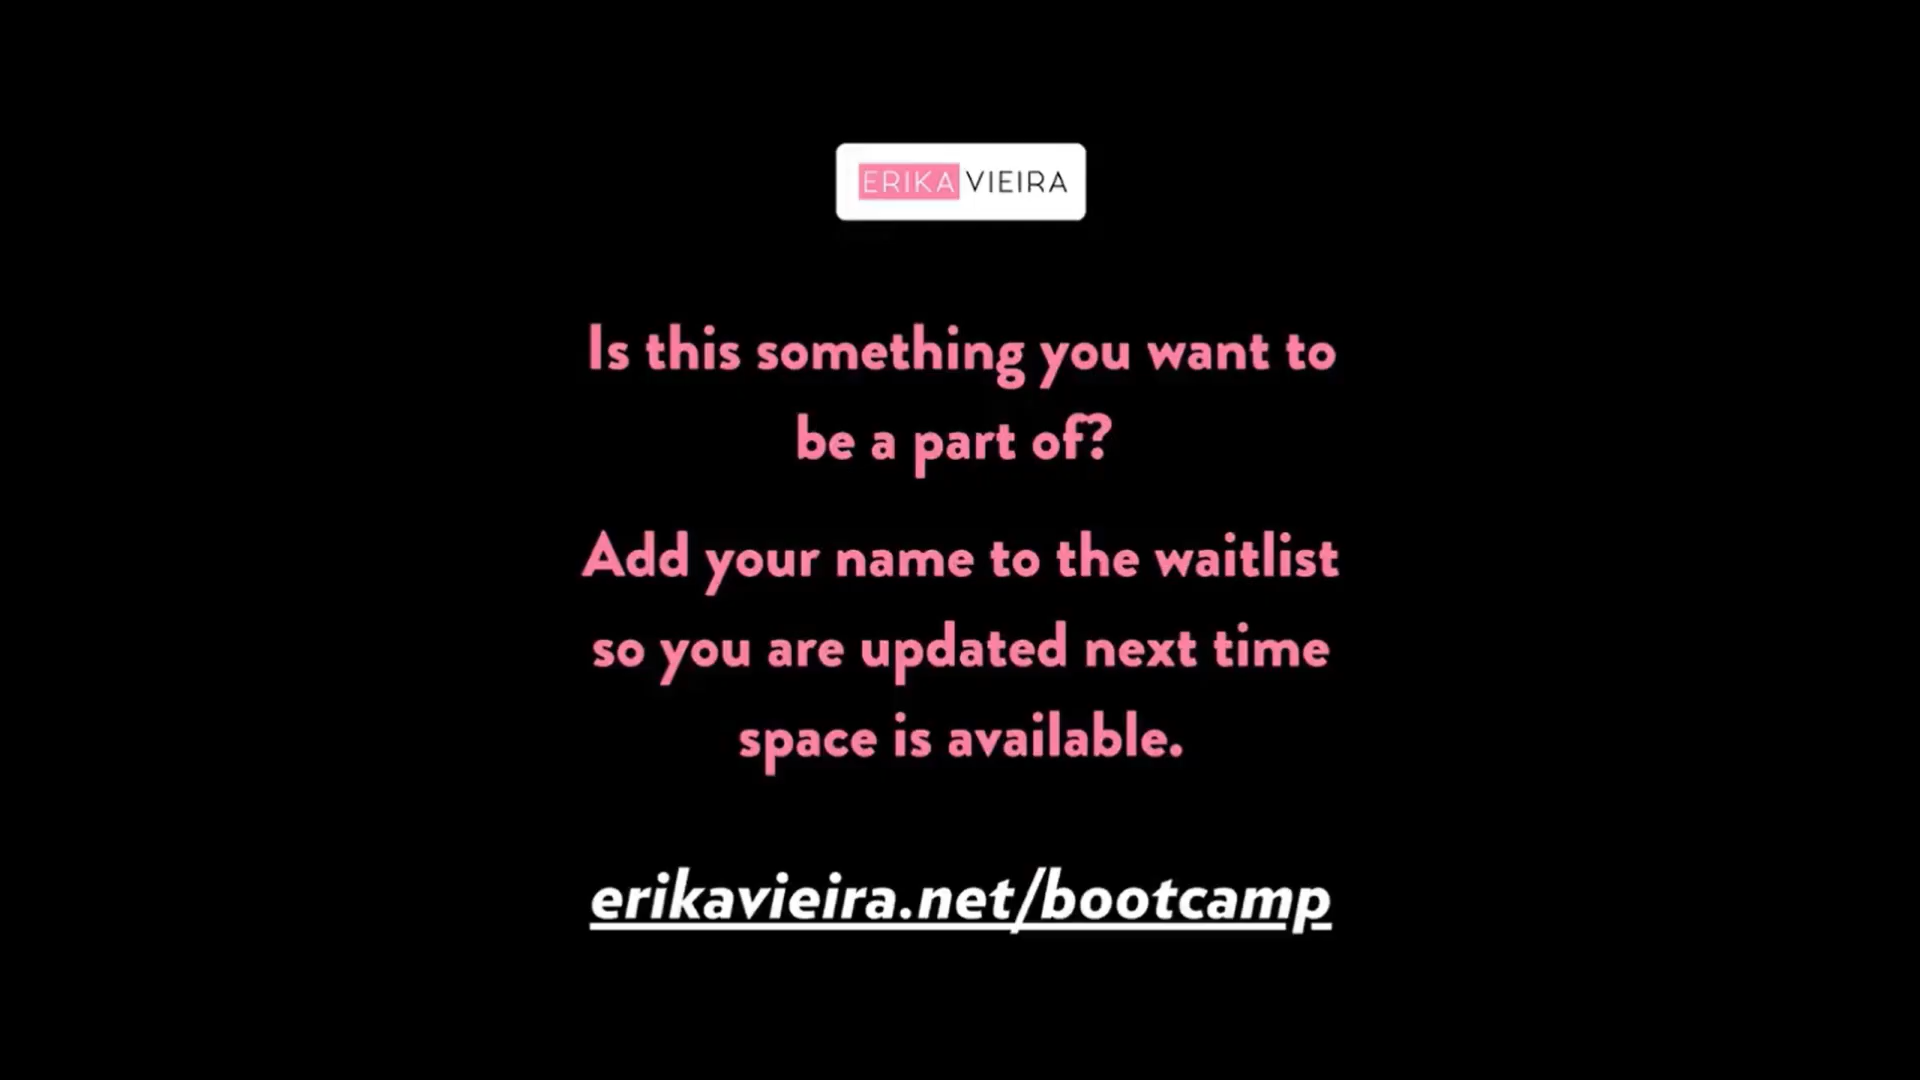 ERIKA VIEIRA
Is this something you want to
be a part of?
Add your name to the waitlist
so you are updated next time
space is available.
erikavieira.net/bootcamp